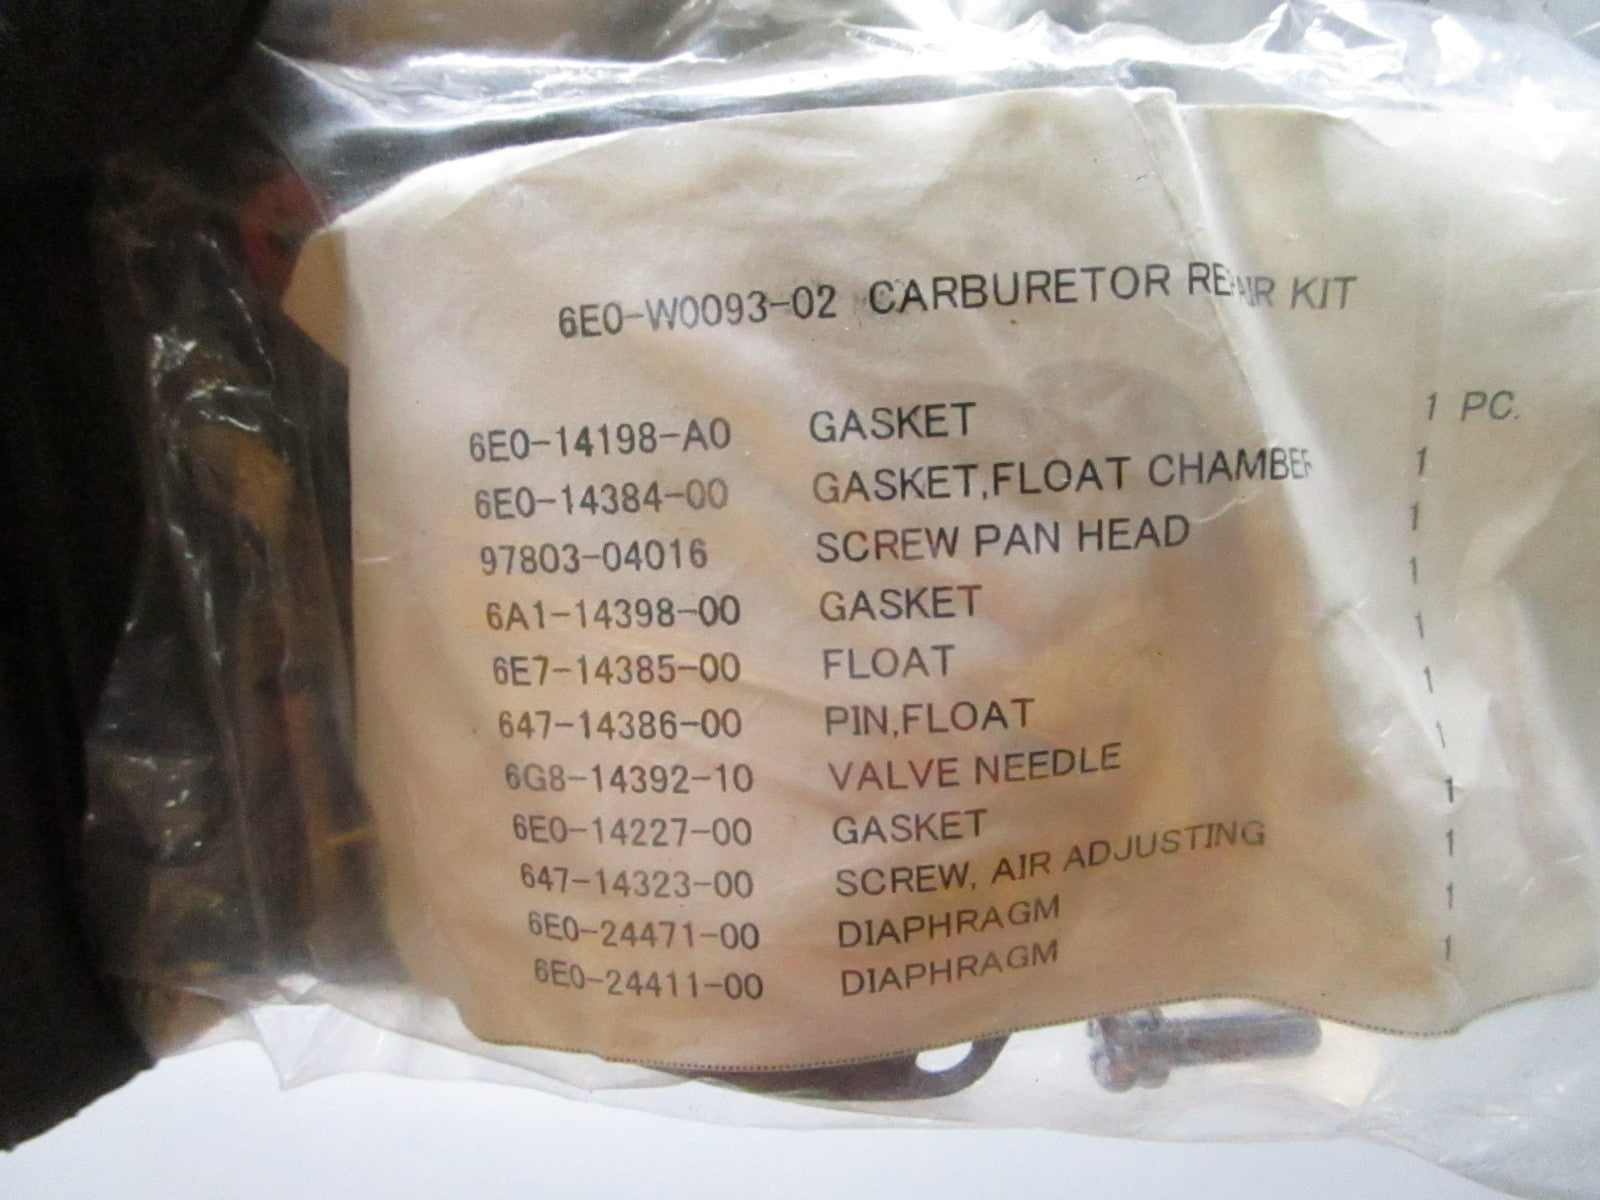 6E0-W0093-02 CARBURETOR REPAIR KIT
6E0-14198-A0 GASKET 1 PC.
6E0-14384-00 GASKET,FLOAT CHAMBER 1
97803-04016 SCREW PAN HEAD 1
6A1-14398-00 GASKET 1
6E7-14385-00 FLOAT 1
647-14386-00 PIN,FLOAT 1
6G8-14392-10 VALVE NEEDLE 1
6E0-14227-00 GASKET 1
647-14323-00 SCREW, AIR ADJUSTING 1
6E0-24471-00 DIAPHRAGM 1
6E0-24411-00 DIAPHRAGM 1